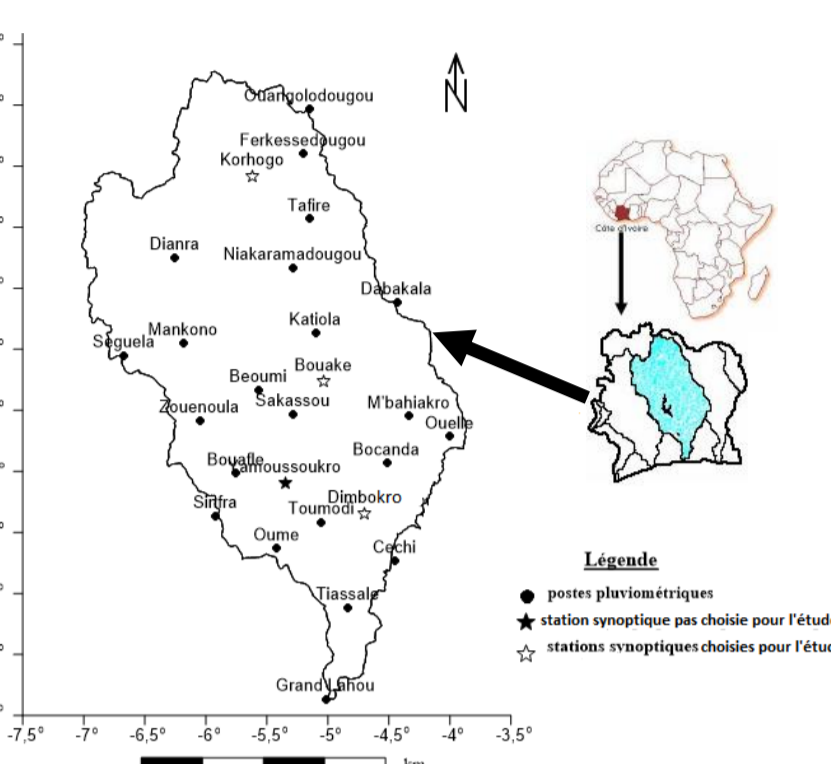 N
Ouangolodougou
Ferkessedougou
Korhogo
Tafire
Dianra
Niakaramadougou
Dabakala
Katiola
Mankono
Seguela
Bouake
Beoumi
Sakassou
M'bahiakro
Zouenoula
Ouelle
Bocanda
Bouafle
Yamoussoukro
Dimbokro
Sinfra
Toumodi
Oume
Cechi
Tiassale
Grand Lahou
Côte d'Ivoire
Légende
postes pluviométriques
station synoptique pas choisie pour l'étude
stations synoptiques choisies pour l'étu
-7,5° -7° -6,5° -6° -5,5° -5° -4,5° -4° -3,5°
km